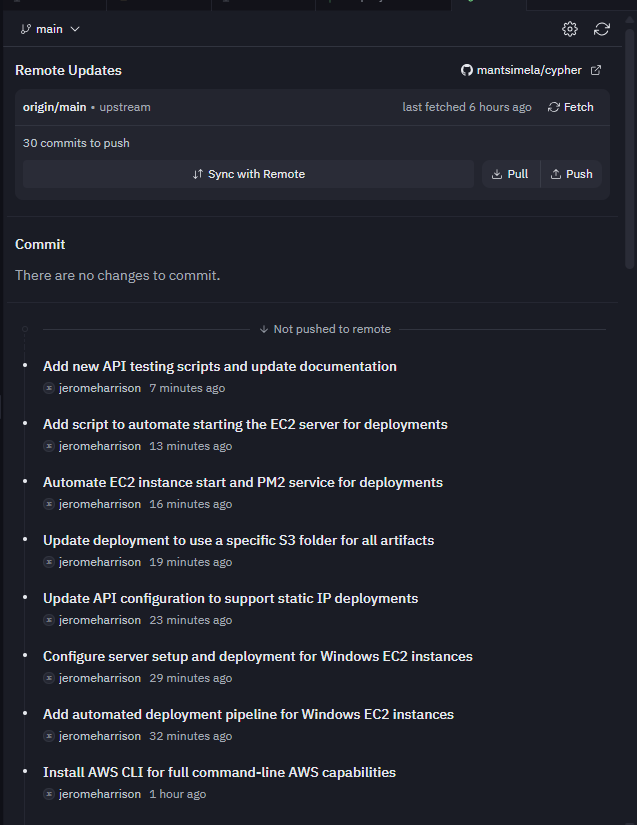 main
Remote Updates
mantsimela/cypher
origin/main • upstream
last fetched 6 hours ago
Fetch
30 commits to push
Sync with Remote
Pull
Push
Commit
There are no changes to commit.
Not pushed to remote
Add new API testing scripts and update documentation
jeromeharrison 7 minutes ago
Add script to automate starting the EC2 server for deployments
jeromeharrison 13 minutes ago
Automate EC2 instance start and PM2 service for deployments
jeromeharrison 16 minutes ago
Update deployment to use a specific S3 folder for all artifacts
jeromeharrison 19 minutes ago
Update API configuration to support static IP deployments
jeromeharrison 23 minutes ago
Configure server setup and deployment for Windows EC2 instances
jeromeharrison 29 minutes ago
Add automated deployment pipeline for Windows EC2 instances
jeromeharrison 32 minutes ago
Install AWS CLI for full command-line AWS capabilities
jeromeharrison 1 hour ago